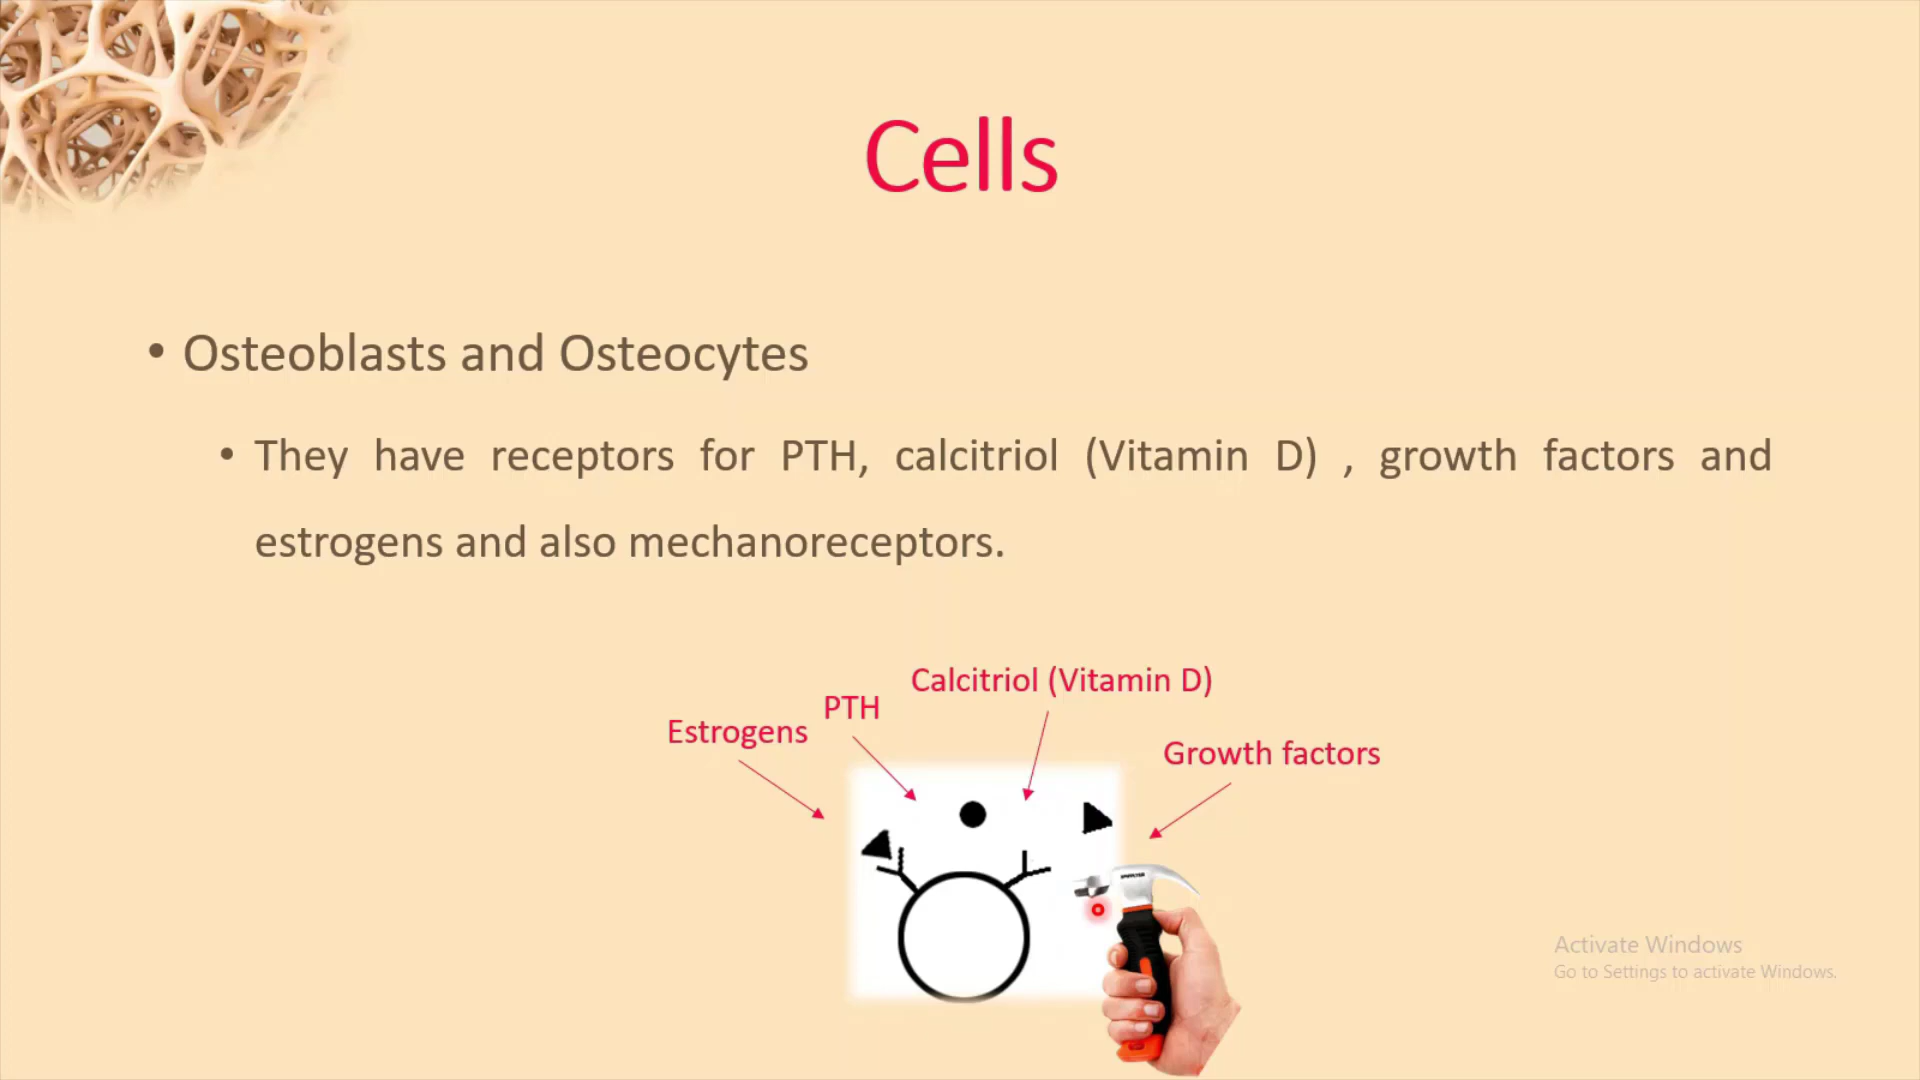 Cells
• Osteoblasts and Osteocytes
• They have receptors for PTH, calcitriol (Vitamin D) , growth factors and
estrogens and also mechanoreceptors.
Calcitriol (Vitamin D)
PTH
Estrogens
Growth factors
Activate Windows
Go to Settings to activate Windows.